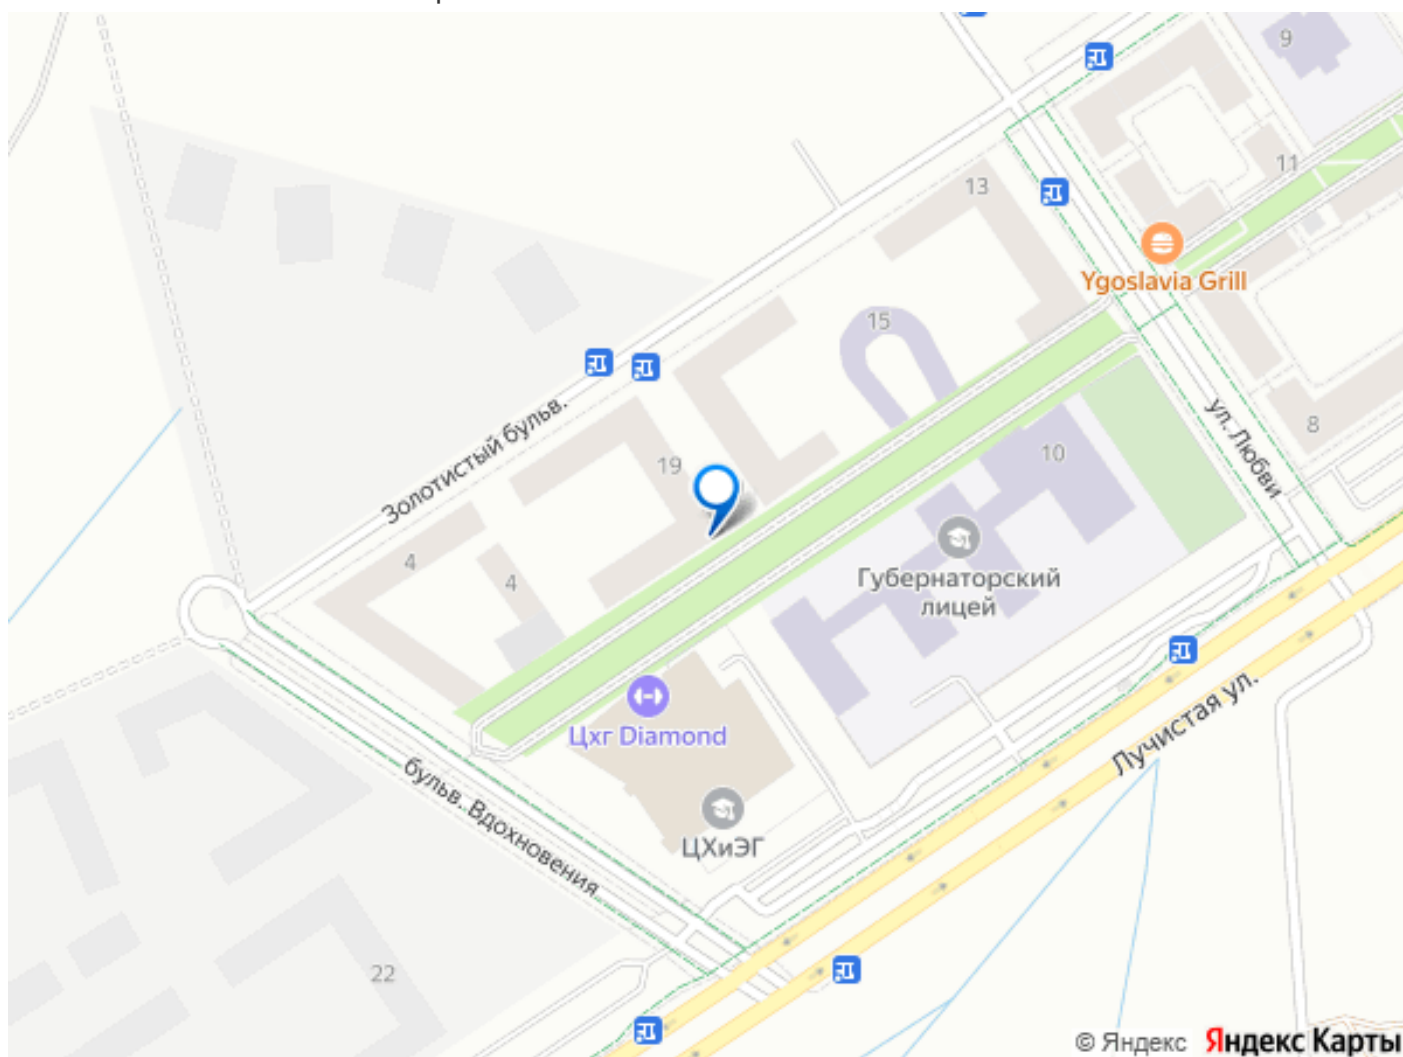 9
11
13
Ygoslavia Grill
15
ул. Любви
8
Золотистый бульв.
19
10
Губернаторский
лицей
4
4
Цхг Diamond
Лучистая ул.
бульв. Вдохновения
ЦХиЭГ
22
© Яндекс Яндекс Карты